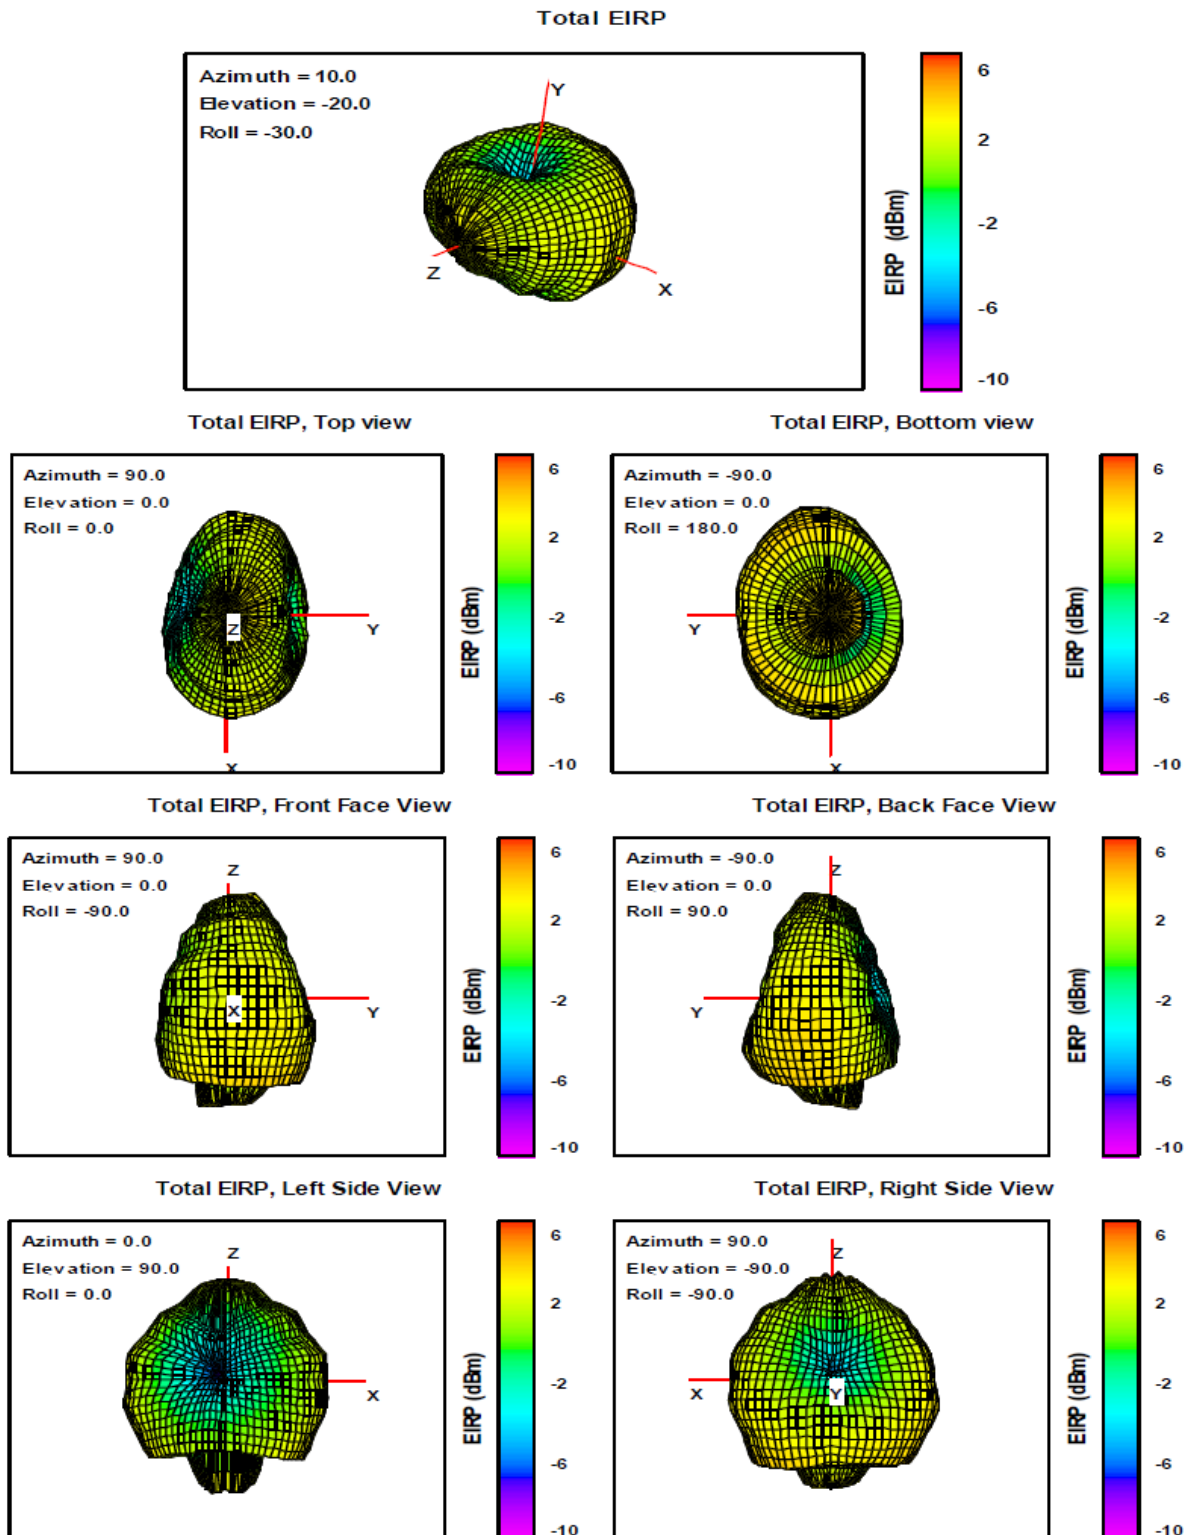 Total EIRP
Azimuth = 10.0
Elevation = -20.0
Roll = -30.0
Y
Z
X
6
2
-2
-6
-10
EIRP (dBm)
Total EIRP, Top view
Azimuth = 90.0
Elevation = 0.0
Roll = 0.0
Z
Y
X
6
2
-2
-6
-10
EIRP (dBm)
Total EIRP, Bottom view
Azimuth = -90.0
Elevation = 0.0
Roll = 180.0
Y
X
6
2
-2
-6
-10
EIRP (dBm)
Total EIRP, Front Face View
Azimuth = 90.0
Elevation = 0.0
Roll = -90.0
Z
X
Y
6
2
-2
-6
-10
EIRP (dBm)
Total EIRP, Back Face View
Azimuth = -90.0
Elevation = 0.0
Roll = 90.0
Z
Y
6
2
-2
-6
-10
EIRP (dBm)
Total EIRP, Left Side View
Azimuth = 0.0
Elevation = 90.0
Roll = 0.0
Z
X
6
2
-2
-6
-10
EIRP (dBm)
Total EIRP, Right Side View
Azimuth = 90.0
Elevation = -90.0
Roll = -90.0
Z
X
Y
6
2
-2
-6
-10
EIRP (dBm)